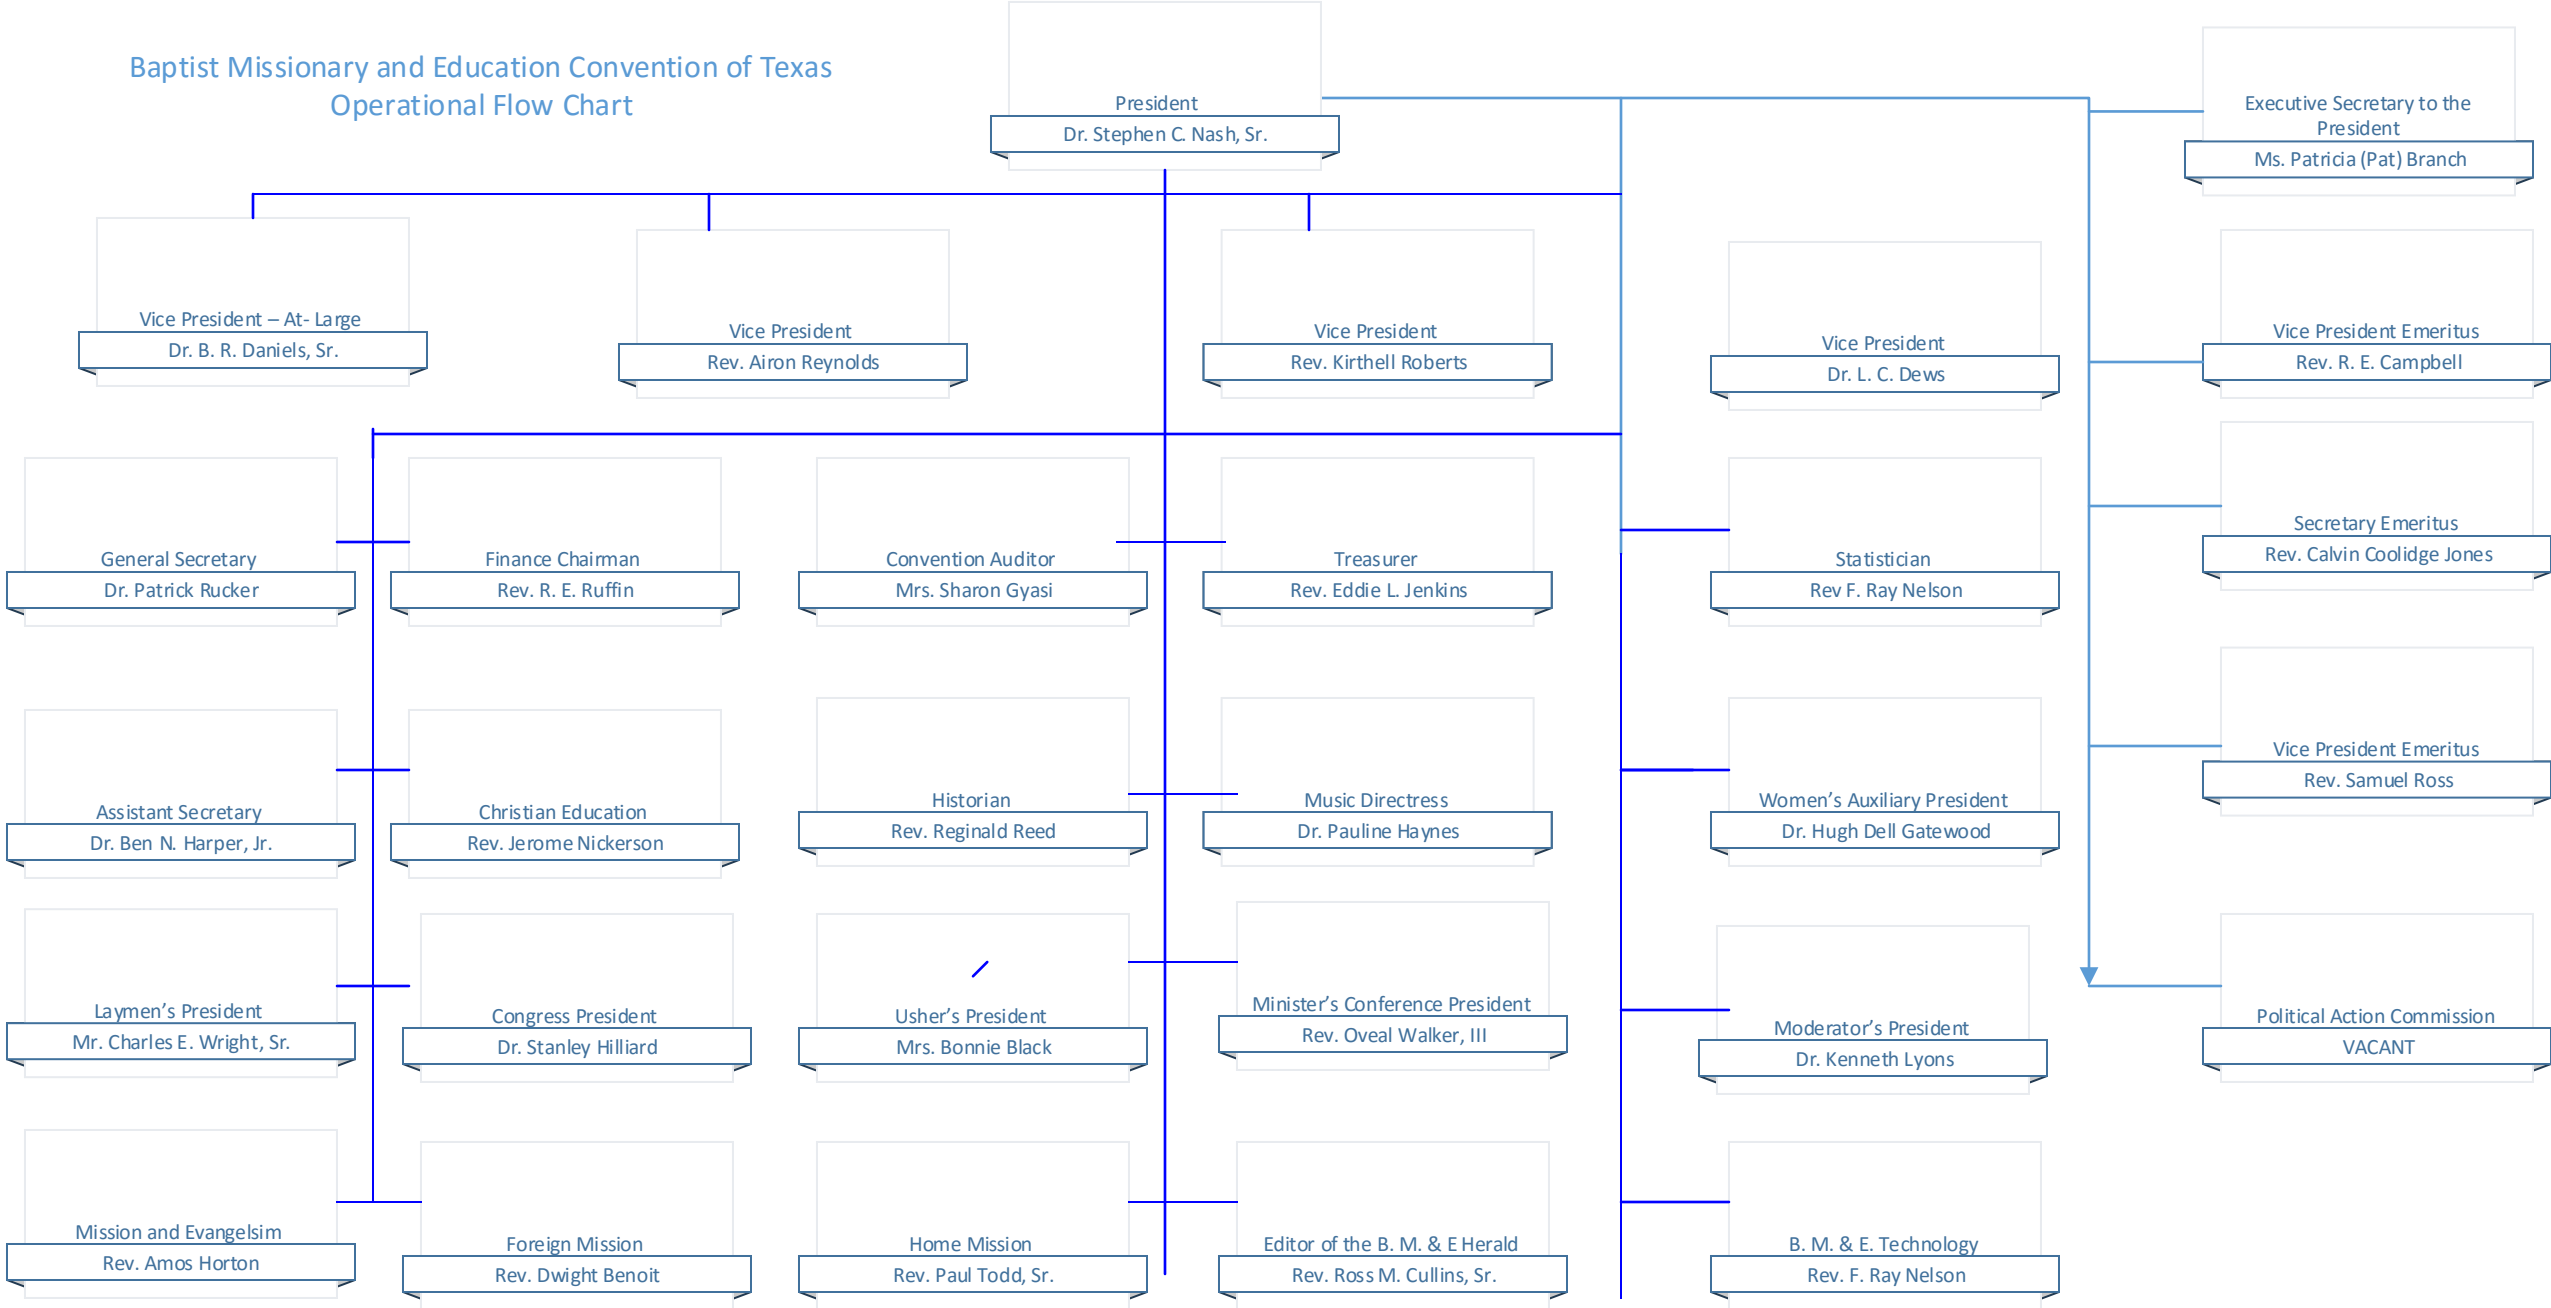 Baptist Missionary and Education Convention of Texas
Operational Flow Chart
President
Dr. Stephen C. Nash, Sr.
Executive Secretary to the
President
Ms. Patricia (Pat) Branch
Vice President – At- Large
Dr. B. R. Daniels, Sr.
Vice President
Rev. Airon Reynolds
Vice President
Rev. Kirthell Roberts
Vice President
Dr. L. C. Dews
Vice President Emeritus
Rev. R. E. Campbell
General Secretary
Dr. Patrick Rucker
Finance Chairman
Rev. R. E. Ruffin
Convention Auditor
Mrs. Sharon Gyasi
Treasurer
Rev. Eddie L. Jenkins
Statistician
Rev F. Ray Nelson
Secretary Emeritus
Rev. Calvin Coolidge Jones
Assistant Secretary
Dr. Ben N. Harper, Jr.
Christian Education
Rev. Jerome Nickerson
Historian
Rev. Reginald Reed
Music Directress
Dr. Pauline Haynes
Women’s Auxiliary President
Dr. Hugh Dell Gatewood
Vice President Emeritus
Rev. Samuel Ross
Laymen’s President
Mr. Charles E. Wright, Sr.
Congress President
Dr. Stanley Hilliard
Usher’s President
Mrs. Bonnie Black
Minister’s Conference President
Rev. Oveal Walker, III
Moderator’s President
Dr. Kenneth Lyons
Political Action Commission
VACANT
Mission and Evangelsim
Rev. Amos Horton
Foreign Mission
Rev. Dwight Benoit
Home Mission
Rev. Paul Todd, Sr.
Editor of the B. M. & E Herald
Rev. Ross M. Cullins, Sr.
B. M. & E. Technology
Rev. F. Ray Nelson